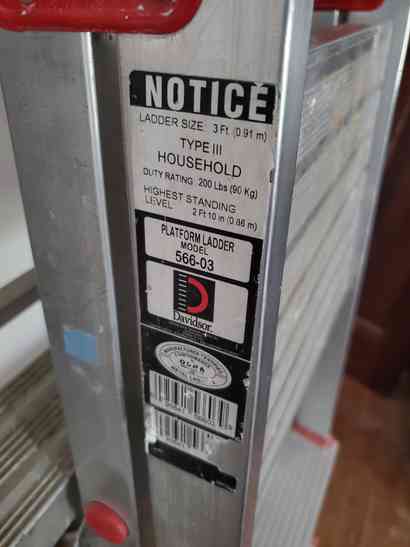 NOTICE
LADDER SIZE 3 Ft. (0.91 m)
TYPE III
HOUSEHOLD
DUTY RATING 200 Lbs (90 Kg)
HIGHEST STANDING
LEVEL 2 Ft 10 in (0.86 m)
PLATFORM LADDER
MODEL
566-03
Davidson